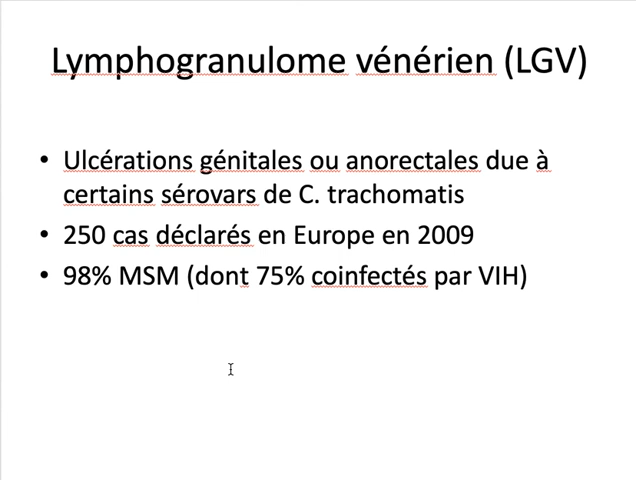 Lymphogranulome vénérien (LGV)
• Ulcérations génitales ou anorectales due à
certains sérovars de C. trachomatis
• 250 cas déclarés en Europe en 2009
• 98% MSM (dont 75% coinfectés par VIH)